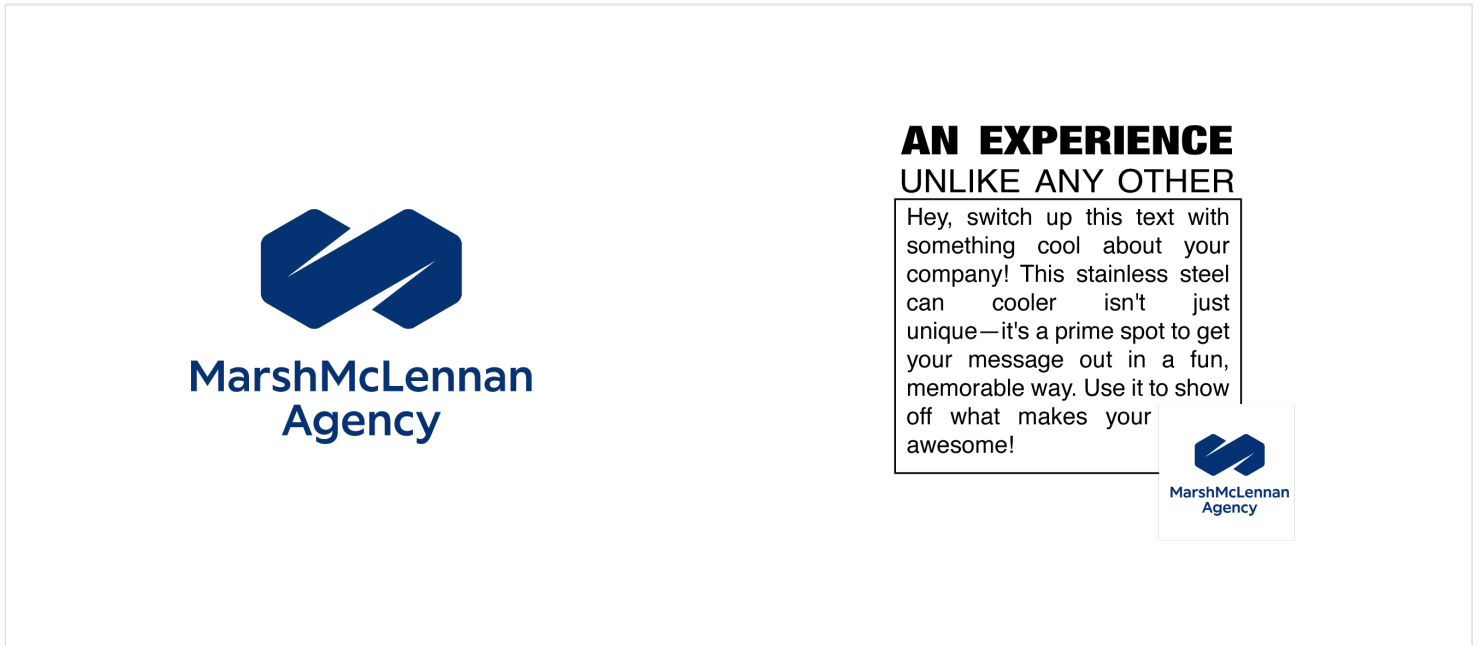 MarshMcLennan
Agency
AN EXPERIENCE
UNLIKE ANY OTHER
Hey, switch up this text with
something cool about your
company! This stainless steel
can cooler isn't just
unique—it's a prime spot to get
your message out in a fun,
memorable way. Use it to show
off what makes your
awesome!
MarshMcLennan
Agency